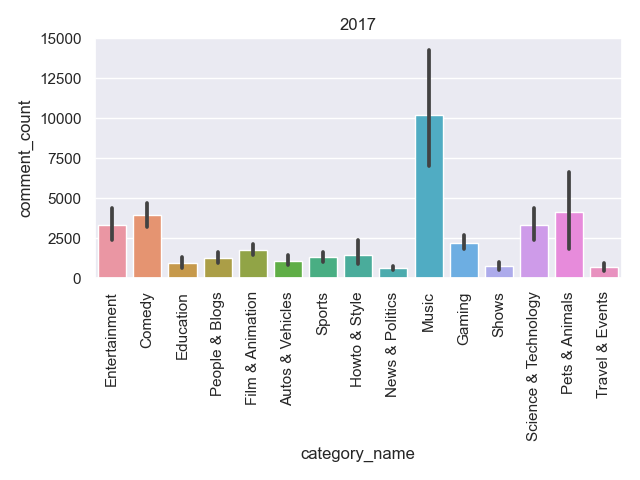 2017
comment_count
15000
12500
10000
7500
5000
2500
0
Entertainment
Comedy
Education
People & Blogs
Film & Animation
Autos & Vehicles
Sports
Howto & Style
News & Politics
Music
Gaming
Shows
Science & Technology
Pets & Animals
Travel & Events
category_name